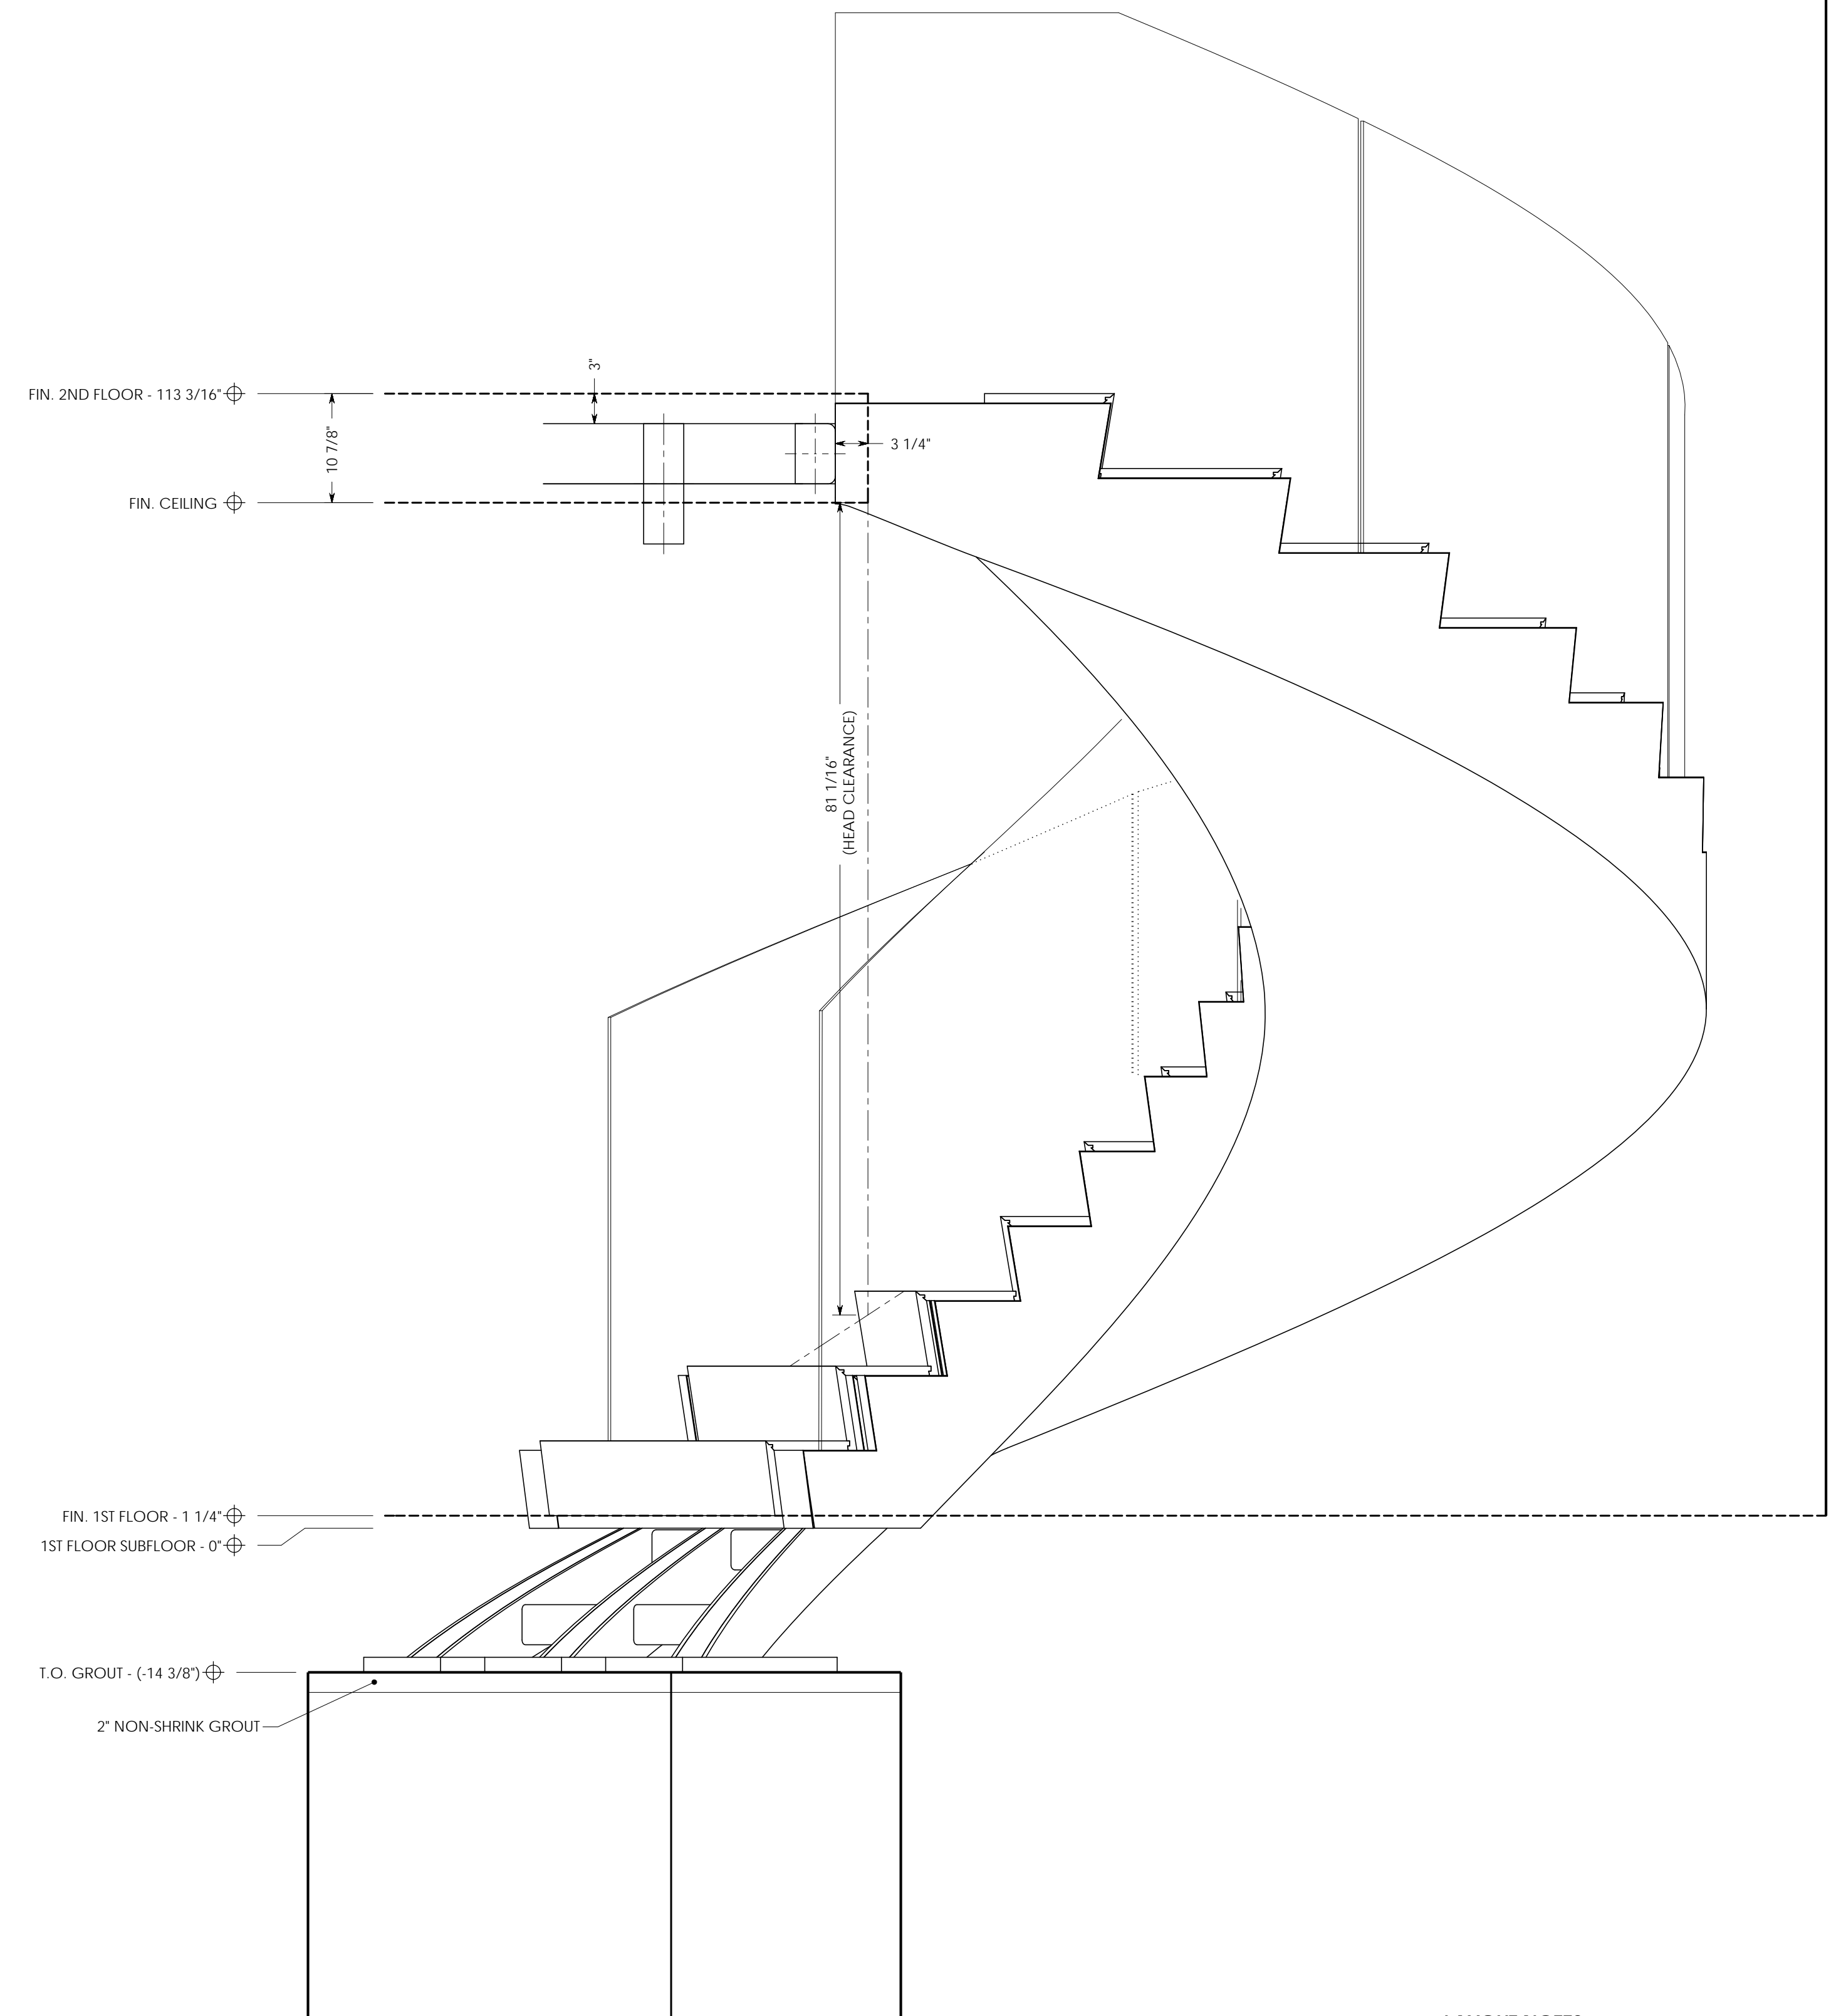 3"
FIN. 2ND FLOOR - 113 3/16"
10 7/8"
3 1/4"
FIN. CEILING
81 1/16"
(HEAD CLEARANCE)
FIN. 1ST FLOOR - 1 1/4"
1ST FLOOR SUBFLOOR - 0"
T.O. GROUT - (-14 3/8")
2" NON-SHRINK GROUT